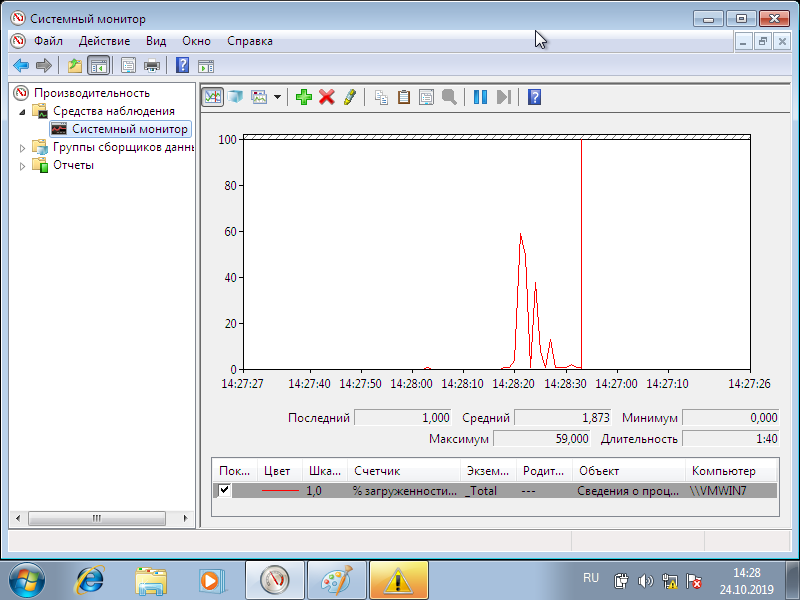 Системный монитор
Файл Действие Вид Окно Справка
Производительность
Средства наблюдения
Системный монитор
Группы сборщиков данн
Отчеты
100
80
60
40
20
0
14:27:27 14:27:40 14:27:50 14:28:00 14:28:10 14:28:20 14:28:30 14:27:00 14:27:10 14:27:26
Последний 1,000 Средний 1,873 Минимум 0,000
Максимум 59,000 Длительность 1:40
Пок... Цвет Шка... Счетчик Экзем... Родит... Объект Компьютер
1,0 % загруженности... _Total --- Сведения о проц... \\VMWIN7
RU
14:28
24.10.2019